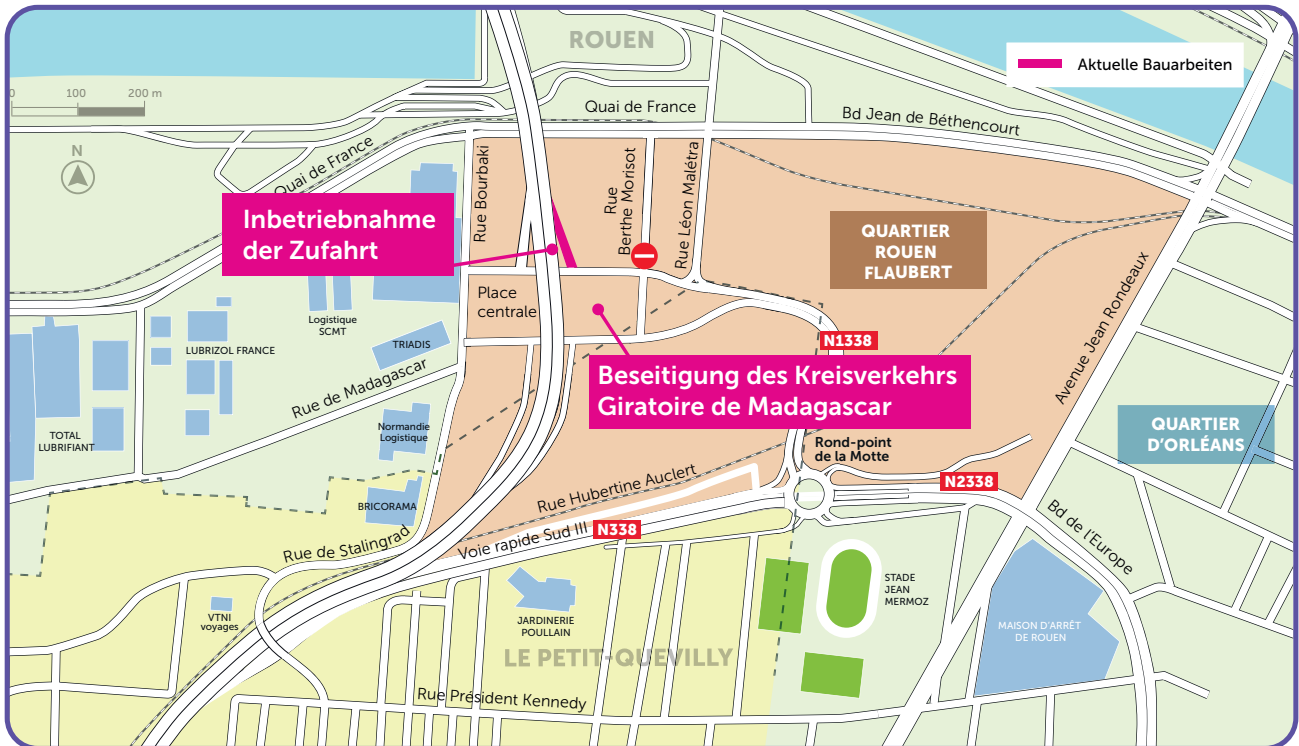 ROUEN
Aktuelle Bauarbeiten
0 100 200 m
Quai de France
Bd Jean de Béthencourt
N
Quai de France
Rue Bourbaki
Rue
Berthe Morisot
Rue Léon Malétra
Inbetriebnahme
der Zufahrt
QUARTIER
ROUEN
FLAUBERT
Avenue Jean Rondeaux
Place
centrale
Logistique
SCMT
LUBRIZOL FRANCE
TRIADIS
N1338
Rue de Madagascar
Beseitigung des Kreisverkehrs
Giratoire de Madagascar
QUARTIER
D'ORLÉANS
TOTAL
LUBRIFIANT
Normandie
Logistique
Rond-point
de la Motte
BRICORAMA
Rue Hubertine Auclert
N2338
Rue de Stalingrad
Voie rapide Sud III
N338
Bd de l'Europe
VTNI
voyages
JARDINERIE
POULLAIN
STADE
JEAN
MERMOZ
MAISON D'ARRÊT
DE ROUEN
LE PETIT-QUEVILLY
Rue Président Kennedy